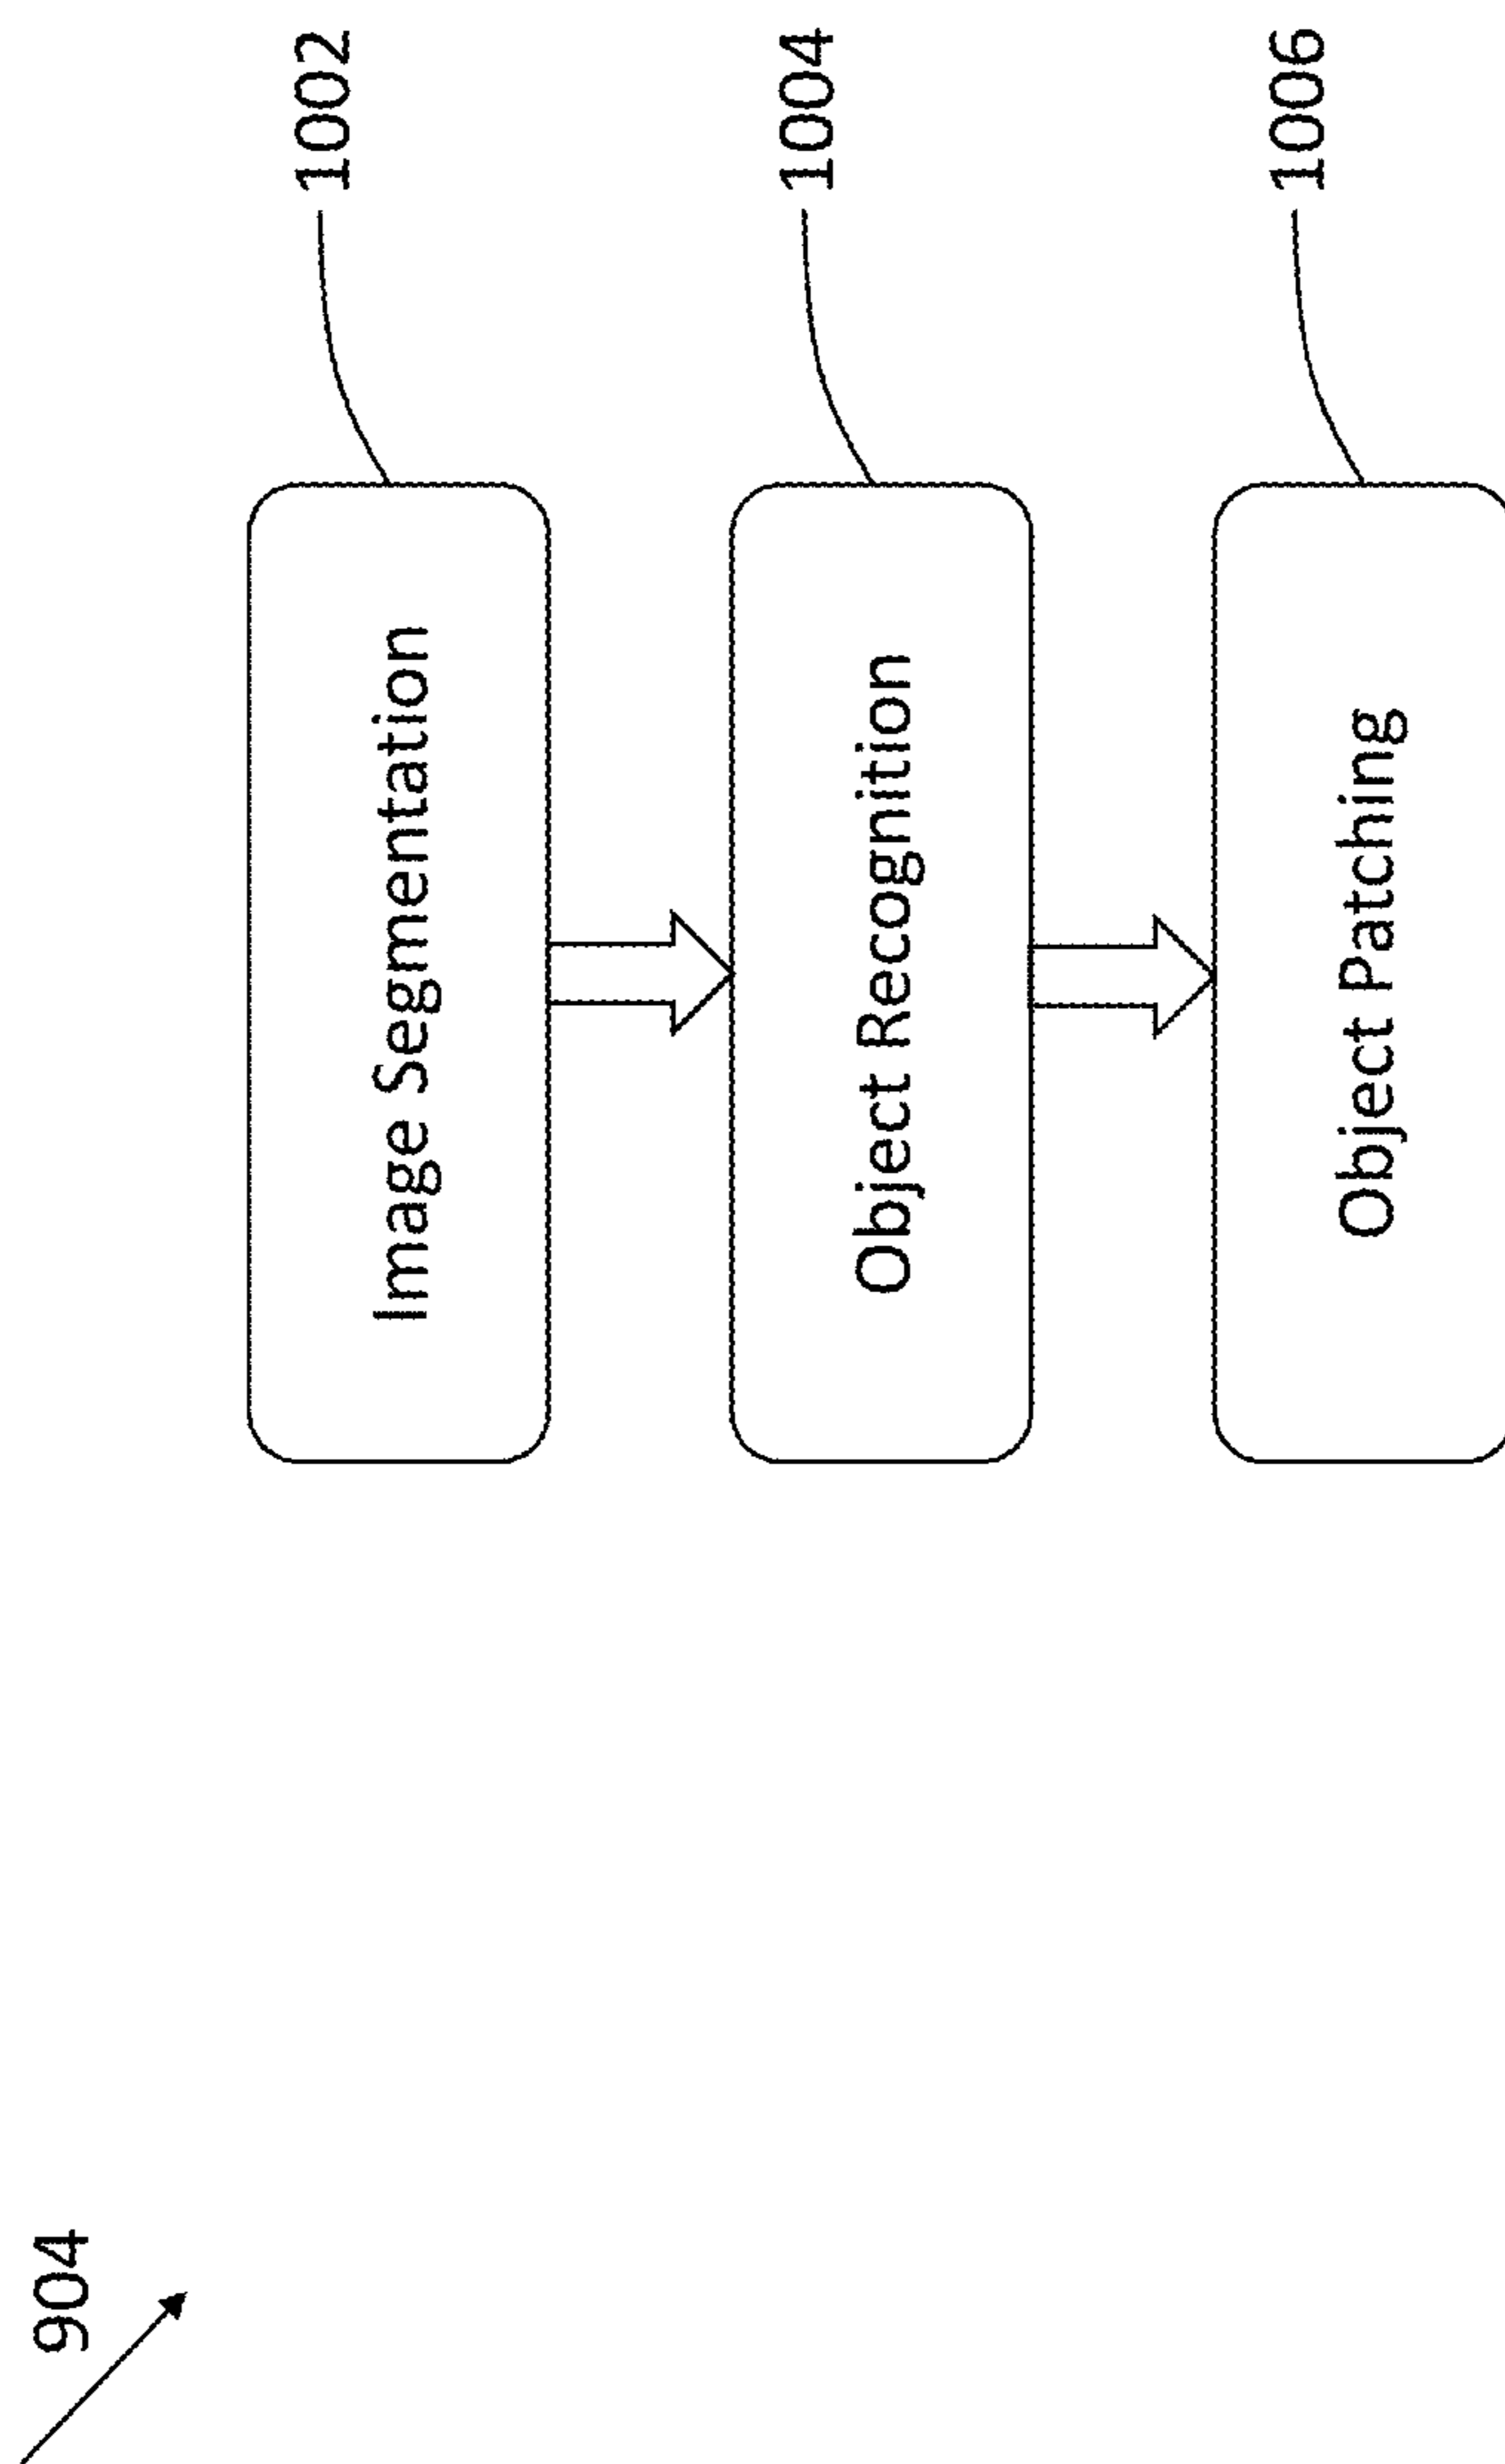 904
Image Segmentation
1002
Object Recognition
1004
Object Patching
1006